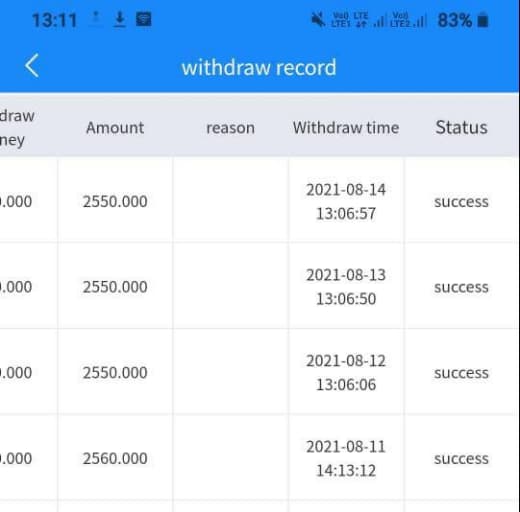 13:11 Vo)) LTE LTE1 Vo)) LTE2 83%
withdraw record
draw
ney Amount reason Withdraw time Status
.000 2550.000 2021-08-14
13:06:57 success
.000 2550.000 2021-08-13
13:06:50 success
.000 2550.000 2021-08-12
13:06:06 success
.000 2560.000 2021-08-11
14:13:12 success